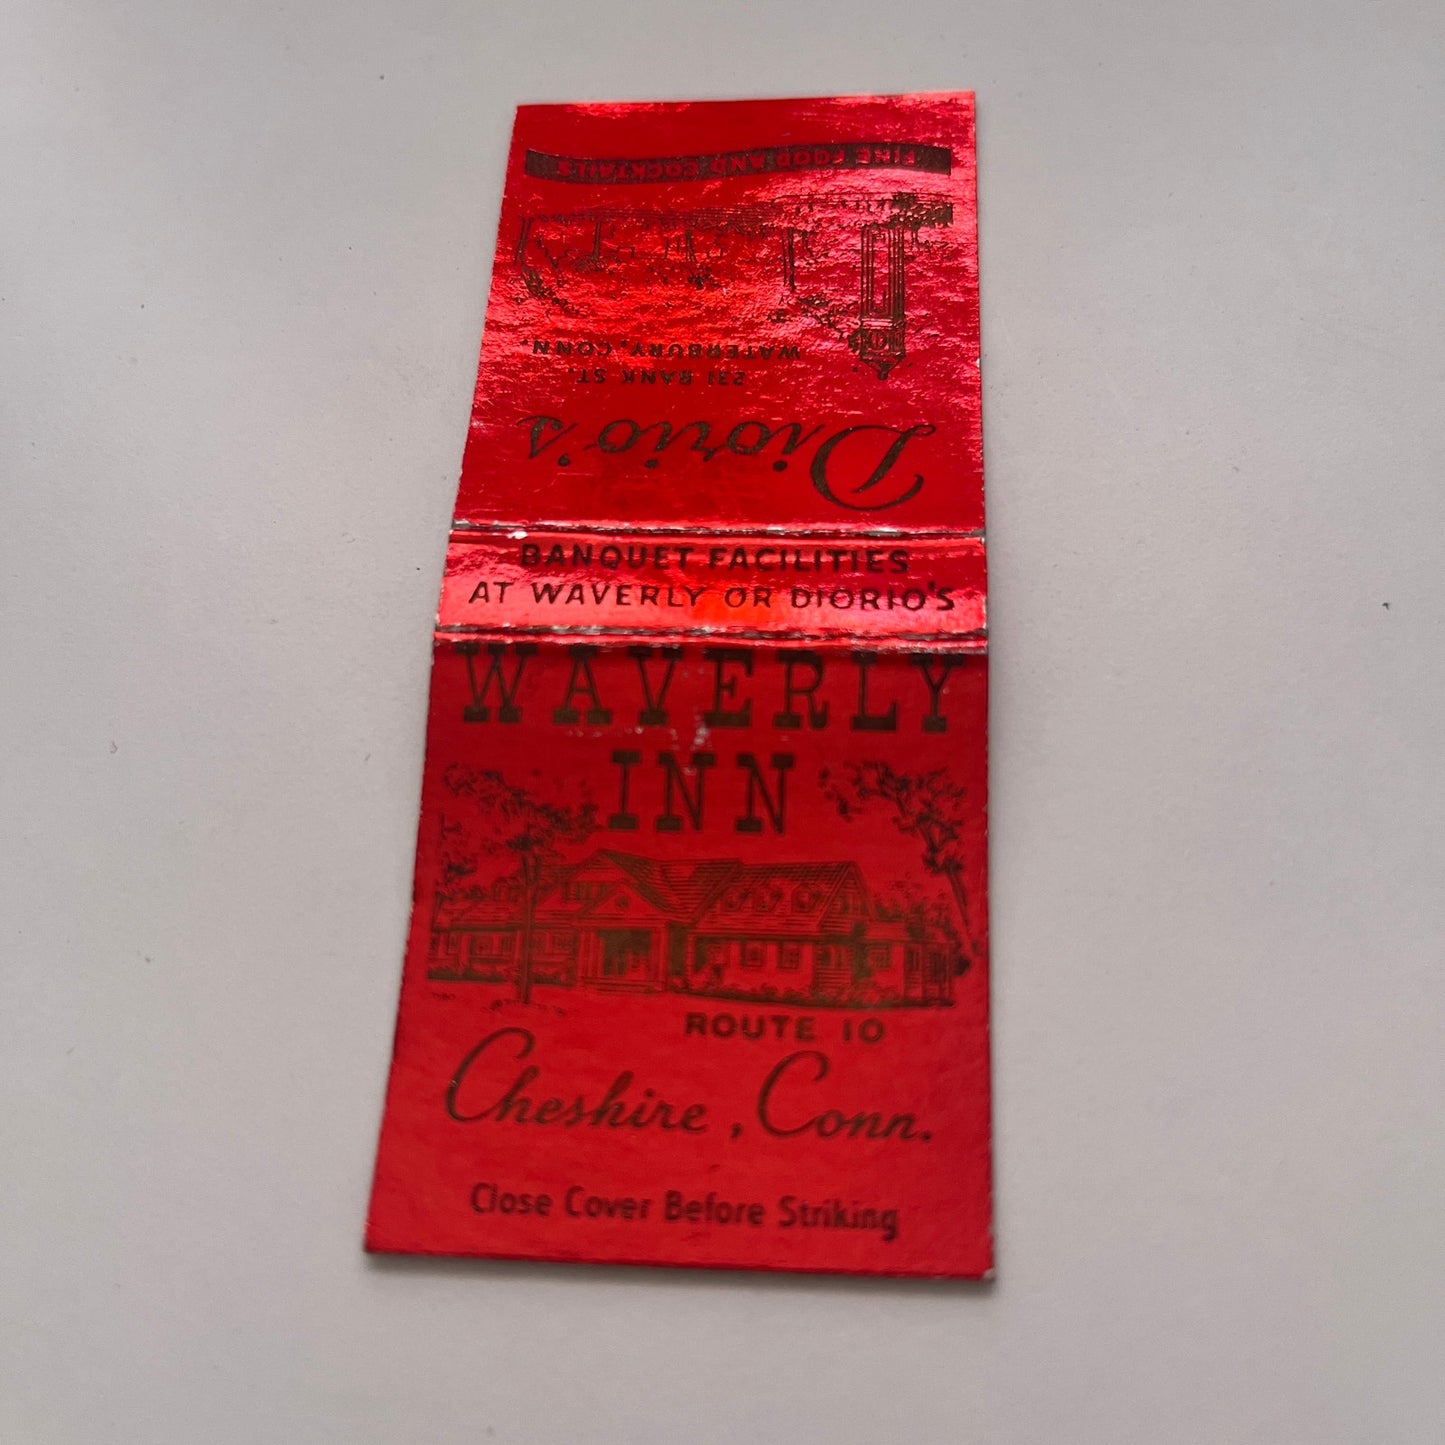 FINE FOOD AND COCKTAILS
Diorio's
231 BANK ST.
WATERBURY, CONN.
BANQUET FACILITIES
AT WAVERLY OR DIORIO'S
WAVERLY
INN
ROUTE 10
Cheshire, Conn.
Close Cover Before Striking